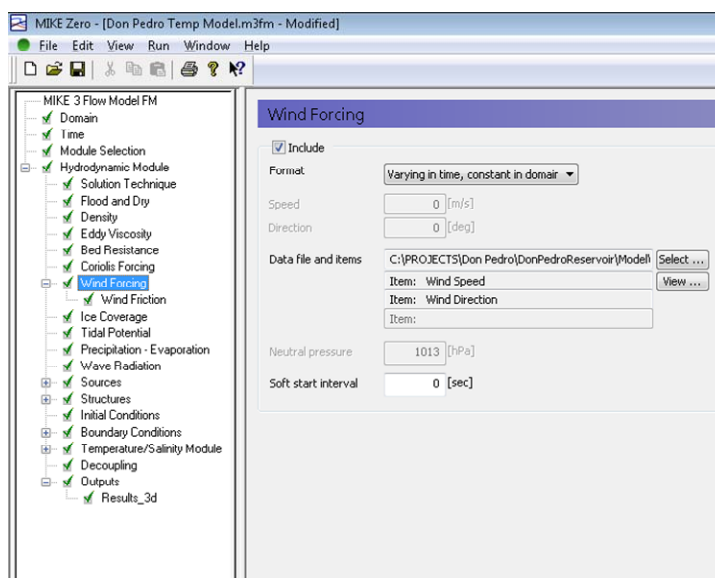 MIKE Zero - [Don Pedro Temp Model.m3fm - Modified]
File Edit View Run Window Help
MIKE 3 Flow Model FM
Domain
Time
Module Selection
Hydrodynamic Module
Solution Technique
Flood and Dry
Density
Eddy Viscosity
Bed Resistance
Coriolis Forcing
Wind Forcing
Wind Friction
Ice Coverage
Tidal Potential
Precipitation - Evaporation
Wave Radiation
Sources
Structures
Initial Conditions
Boundary Conditions
Temperature/Salinity Module
Decoupling
Outputs
Results_3d
Wind Forcing
Include
Format Varying in time, constant in domair
Speed 0 [m/s]
Direction 0 [deg]
Data file and items C:\PROJECTS\Don Pedro\DonPedroReservoir\Model\ Select ...
Item: Wind Speed View ...
Item: Wind Direction
Item:
Neutral pressure 1013 [hPa]
Soft start interval 0 [sec]